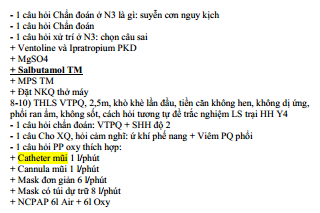 - 1 câu hỏi Chẩn đoán ở N3 là gì: suyễn cơn nguy kịch
- 1 câu hỏi Chẩn đoán
- 1 câu hỏi xử trí ở N3: chọn câu sai
+ Ventoline và Ipratropium PKD
+ MgSO4
+ Salbutamol TM
+ MPS TM
+ Đặt NKQ thở máy
8-10) THLS VTPQ, 2,5m, khò khè lần đầu, tiền căn không hen, không dị ứng,
phổi ran ẩm, không sốt, cách hỏi tương tự đề trắc nghiệm LS trại HH Y4
- 1 câu hỏi chẩn đoán: VTPQ + SHH độ 2
- 1 câu Cho XQ, hỏi cảm nghĩ: ứ khí phế nang + Viêm PQ phổi
- 1 câu hỏi PP oxy thích hợp:
+ Catheter mũi 1 l/phút
+ Cannula mũi 1 l/phút
+ Mask đơn giản 6 l/phút
+ Mask có túi dự trữ 8 l/phút
+ NCPAP 6l Air + 6l Oxy